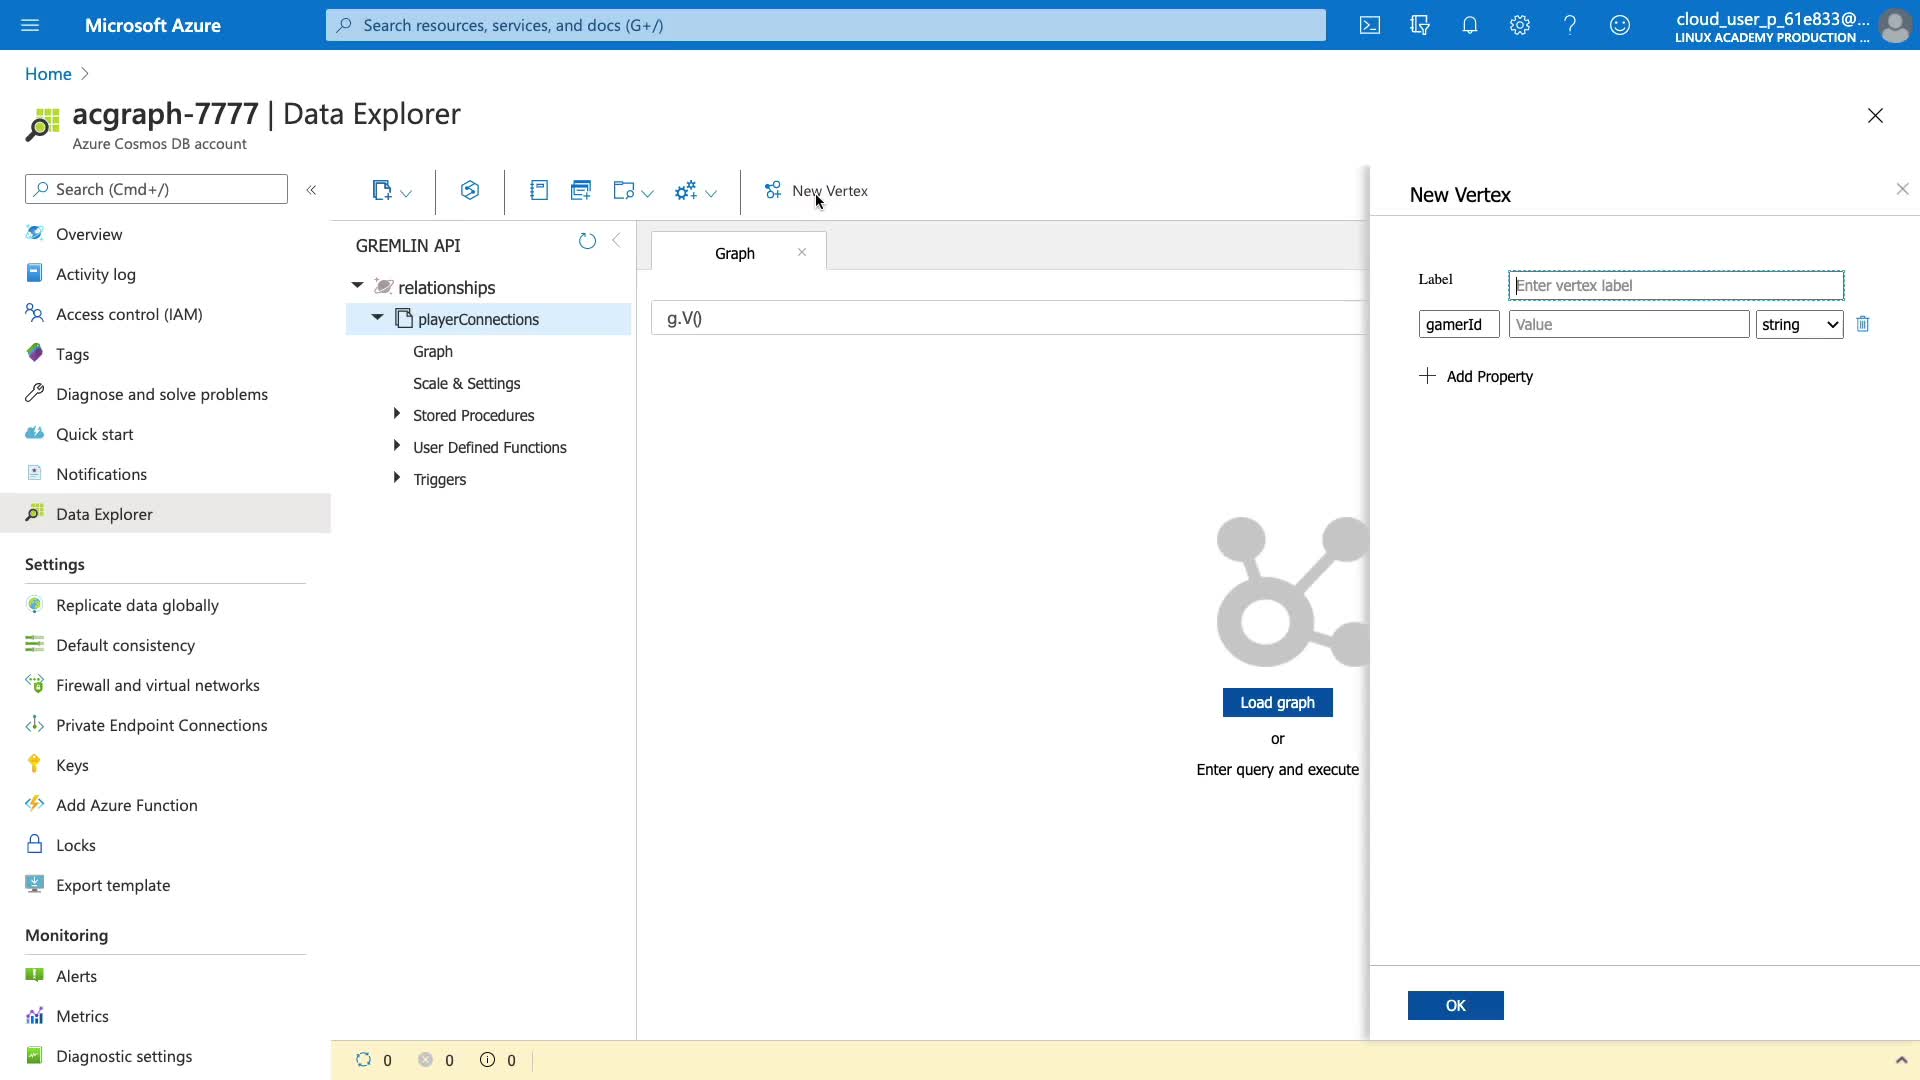 Microsoft Azure
Search resources, services, and docs (G+/)
cloud_user_p_61e833@...
LINUX ACADEMY PRODUCTION ...
Home
acgraph-7777 | Data Explorer
Azure Cosmos DB account
Search (Cmd+/)
Overview
Activity log
Access control (IAM)
Tags
Diagnose and solve problems
Quick start
Notifications
Data Explorer
Settings
Replicate data globally
Default consistency
Firewall and virtual networks
Private Endpoint Connections
Keys
Add Azure Function
Locks
Export template
Monitoring
Alerts
Metrics
Diagnostic settings
New Vertex
GREMLIN API
relationships
playerConnections
Graph
Scale & Settings
Stored Procedures
User Defined Functions
Triggers
Graph
g.V()
Load graph
or
Enter query and execute
0 0 0
New Vertex
Label
Enter vertex label
gamerId
Value
string
Add Property
OK